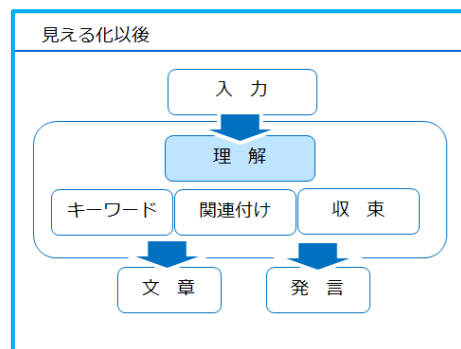 見える化以後
入 力
理 解
キーワード 関連付け 収 束
文 章 発 言